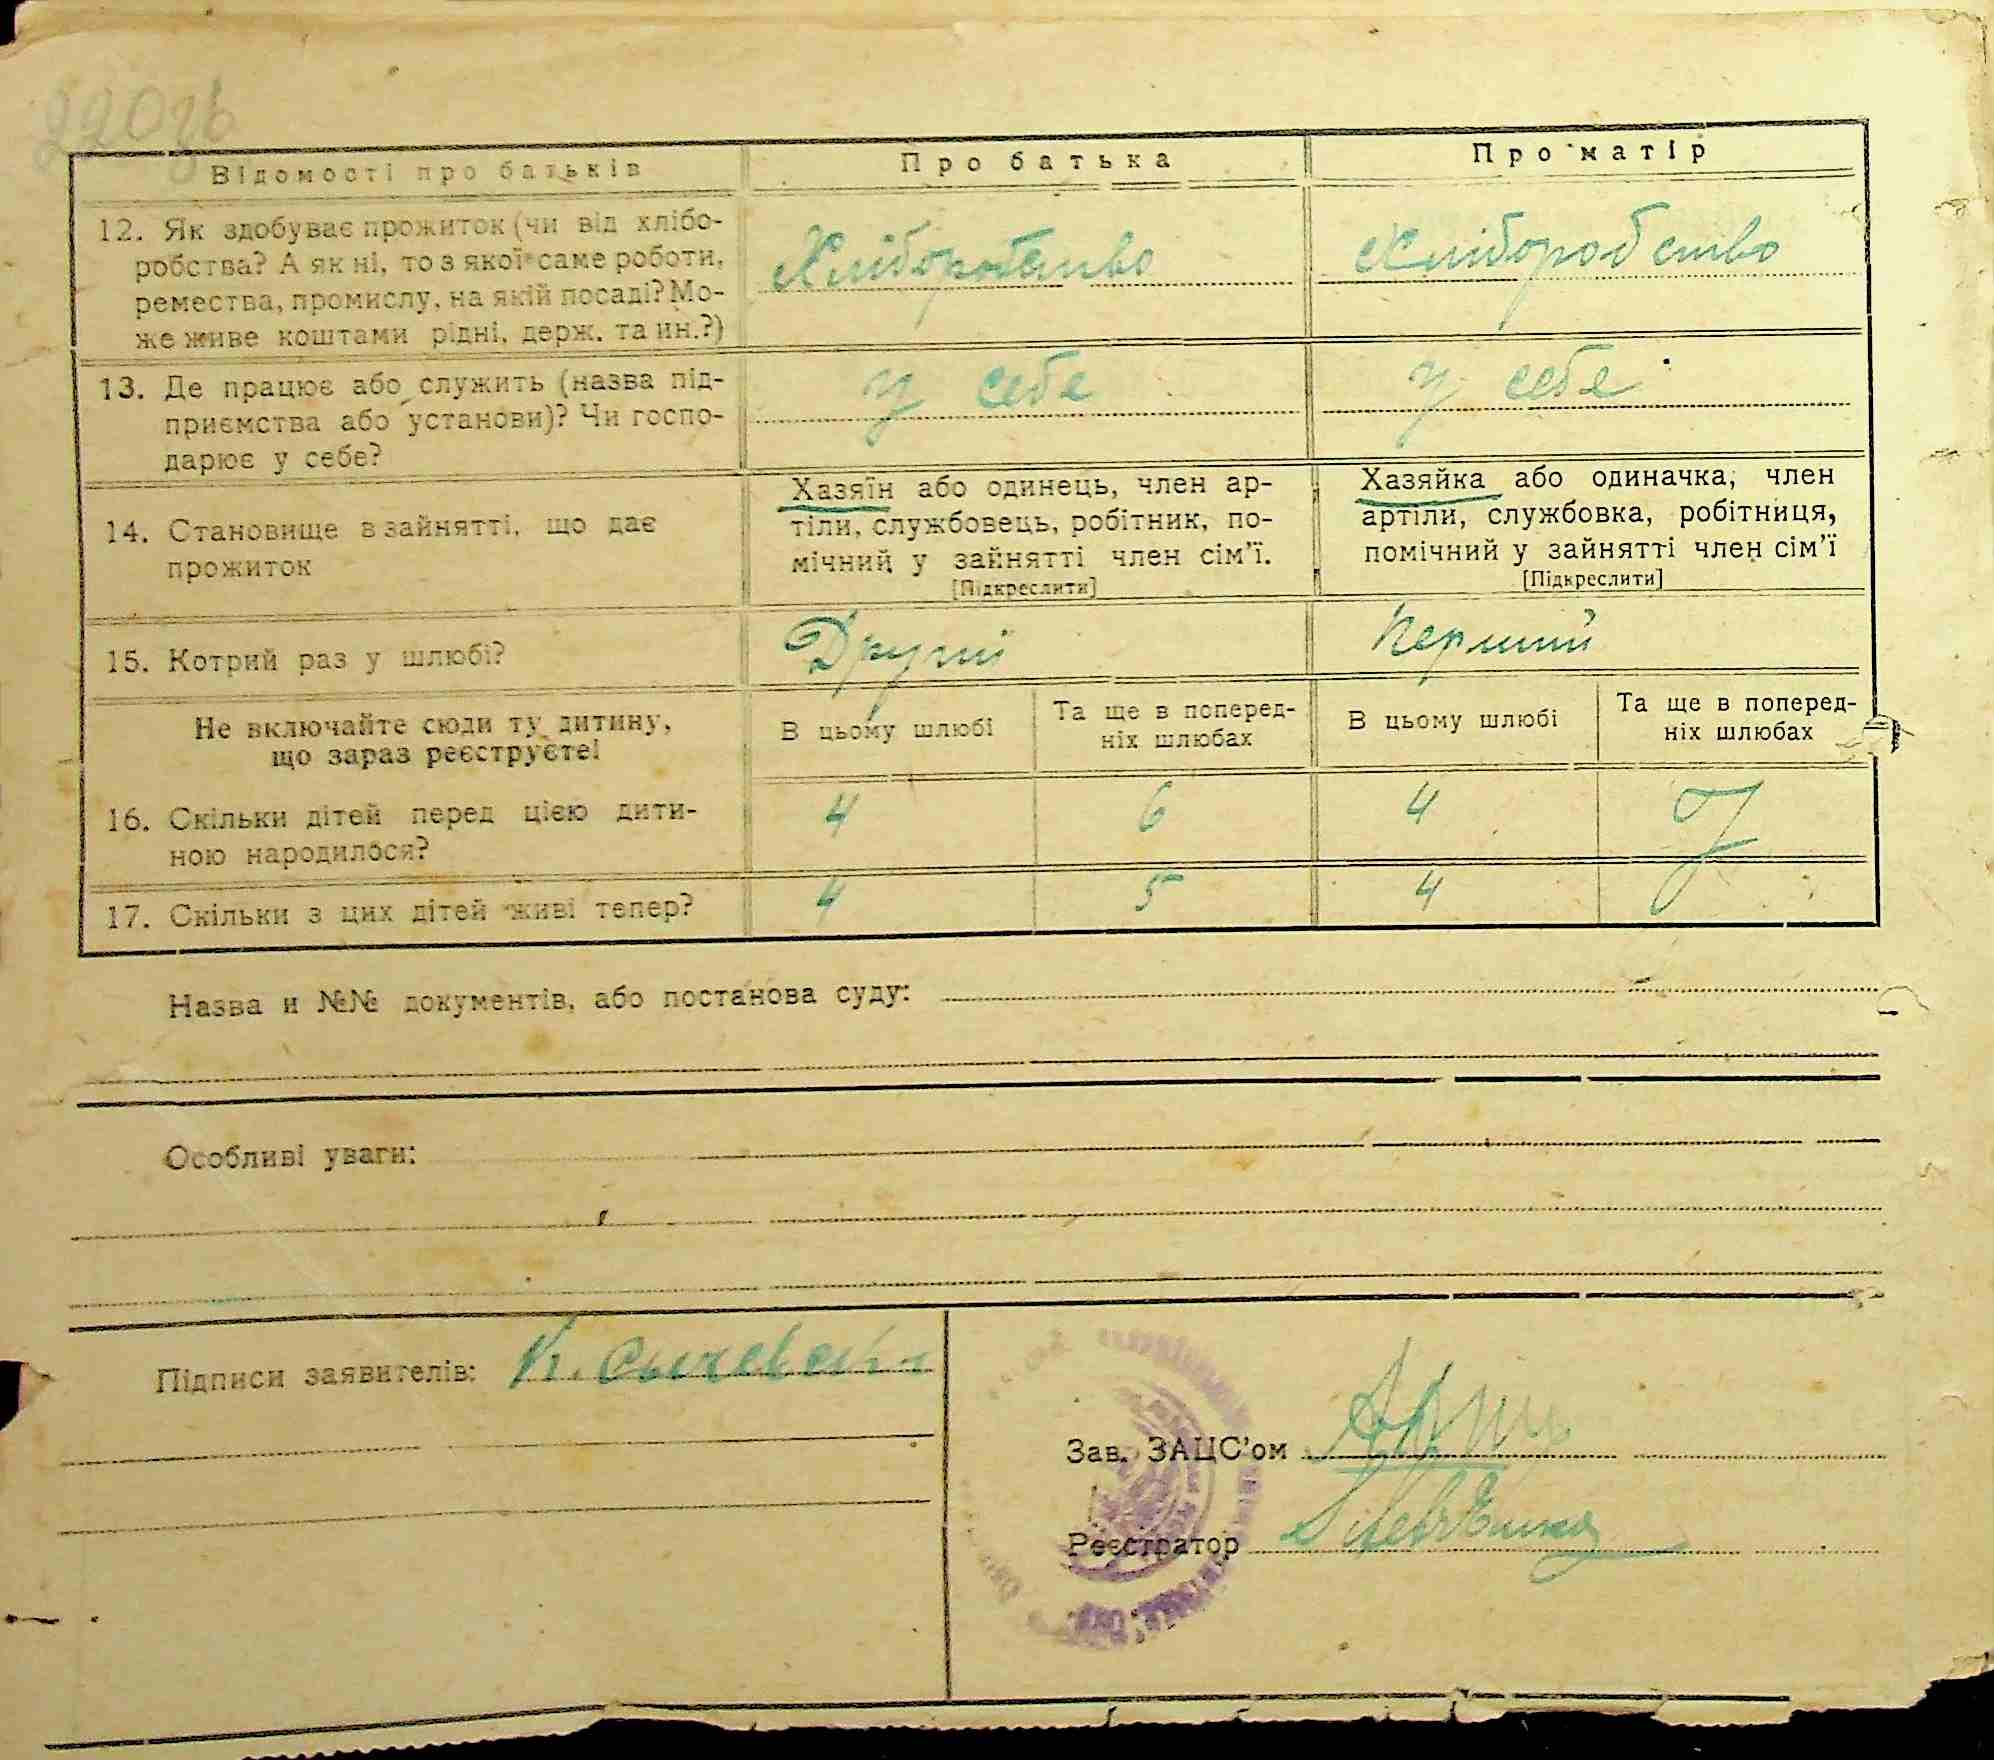 220зв
Відомості про батьків
Про батька
Про матір
12. Як здобуває прожиток (чи від хлібо-
робства? А як ні, то з якої саме роботи,
ремества, промислу, на якій посаді? Мо-
же живе коштами рідні, держ. та ин.?)
Хліборобство
Хліборобство
13. Де працює або служить (назва під-
приємства або установи)? Чи госпо-
дарює у себе?
у себе
у себе
14. Становище в зайнятті, що дає
прожиток
Хазяїн або одинець, член ар-
тіли, службовець, робітник, по-
мічний у зайнятті член сім'ї.
[Підкреслити]
Хазяйка або одиначка, член
артіли, службовка, робітниця,
помічний у зайнятті член сім'ї
[Підкреслити]
15. Котрий раз у шлюбі?
Другий
Перший
Не включайте сюди ту дитину,
що зараз реєструєте!
В цьому шлюбі
Та ще в поперед-
ніх шлюбах
В цьому шлюбі
Та ще в поперед-
ніх шлюбах
16. Скільки дітей перед цією дити-
ною народилося?
4
6
4
17. Скільки з цих дітей живі тепер?
4
5
4
Назва и №№ документів, або постанова суду:
Особливі уваги:
Підписи заявителів:
К.
Зав. ЗАЦС'ом
Реєстратор